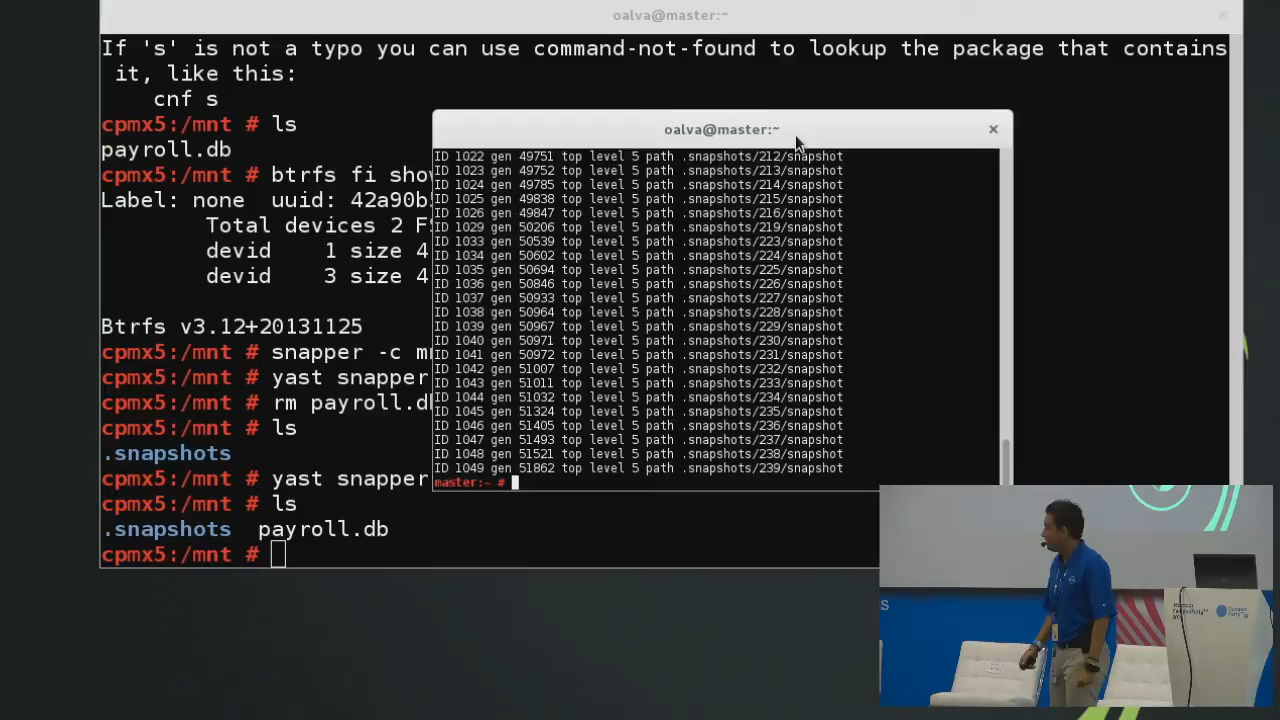 oalva@master:~
If 's' is not a typo you can use command-not-found to lookup the package that contains
it, like this:
cnf s
cpmx5:/mnt # ls
payroll.db
cpmx5:/mnt # btrfs fi show
Label: none uuid: 42a90b
Total devices 2 FS
devid 1 size 4
devid 3 size 4
Btrfs v3.12+20131125
cpmx5:/mnt # snapper -c
cpmx5:/mnt # yast snapper
cpmx5:/mnt # rm payroll.db
cpmx5:/mnt # ls
.snapshots
cpmx5:/mnt # yast snapper
cpmx5:/mnt # ls
.snapshots payroll.db
cpmx5:/mnt #
oalva@master:~
ID 1022 gen 49751 top level 5 path .snapshots/212/snapshot
ID 1023 gen 49752 top level 5 path .snapshots/213/snapshot
ID 1024 gen 49785 top level 5 path .snapshots/214/snapshot
ID 1025 gen 49838 top level 5 path .snapshots/215/snapshot
ID 1026 gen 49847 top level 5 path .snapshots/216/snapshot
ID 1029 gen 50206 top level 5 path .snapshots/219/snapshot
ID 1033 gen 50539 top level 5 path .snapshots/223/snapshot
ID 1034 gen 50602 top level 5 path .snapshots/224/snapshot
ID 1035 gen 50694 top level 5 path .snapshots/225/snapshot
ID 1036 gen 50846 top level 5 path .snapshots/226/snapshot
ID 1037 gen 50933 top level 5 path .snapshots/227/snapshot
ID 1038 gen 50964 top level 5 path .snapshots/228/snapshot
ID 1039 gen 50967 top level 5 path .snapshots/229/snapshot
ID 1040 gen 50971 top level 5 path .snapshots/230/snapshot
ID 1041 gen 50972 top level 5 path .snapshots/231/snapshot
ID 1042 gen 51007 top level 5 path .snapshots/232/snapshot
ID 1043 gen 51011 top level 5 path .snapshots/233/snapshot
ID 1044 gen 51032 top level 5 path .snapshots/234/snapshot
ID 1045 gen 51324 top level 5 path .snapshots/235/snapshot
ID 1046 gen 51405 top level 5 path .snapshots/236/snapshot
ID 1047 gen 51493 top level 5 path .snapshots/237/snapshot
ID 1048 gen 51521 top level 5 path .snapshots/238/snapshot
ID 1049 gen 51862 top level 5 path .snapshots/239/snapshot
master:~ #